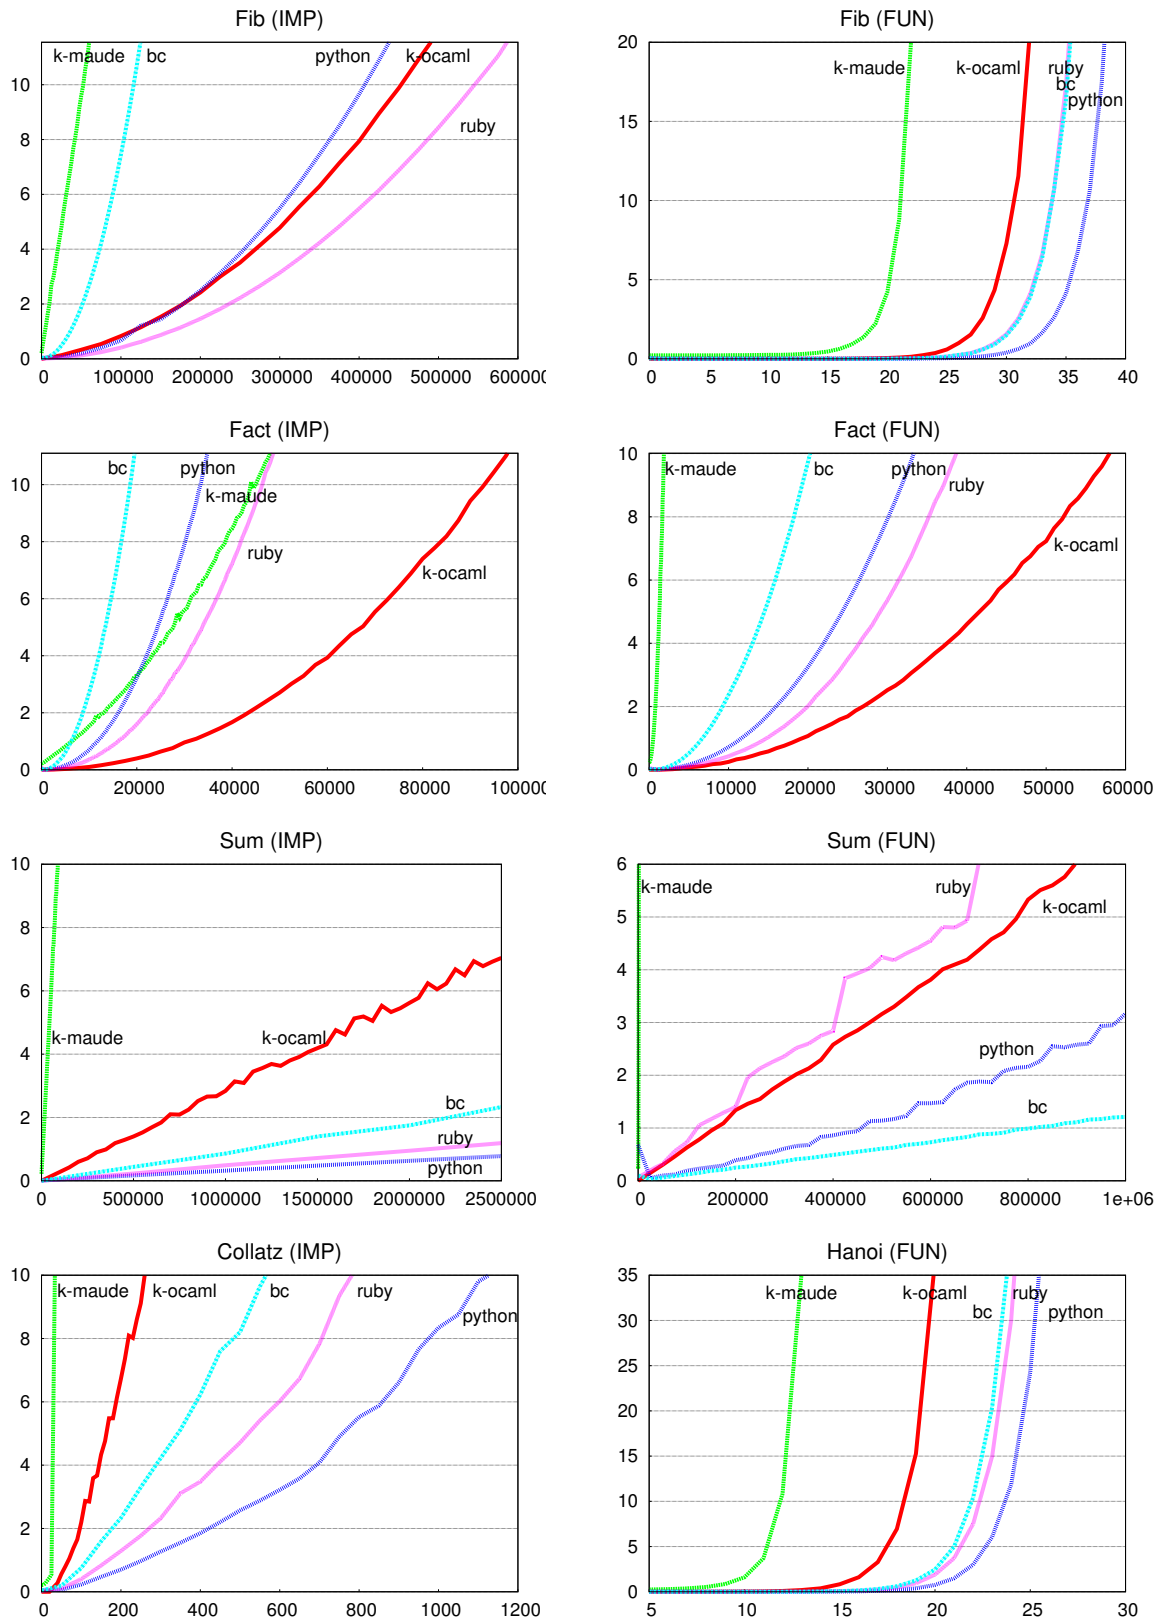 Fib (IMP)
k-maude bc python k-ocaml
ruby
10
8
6
4
2
0
0 100000 200000 300000 400000 500000 600000
Fib (FUN)
k-maude k-ocaml ruby
bc
python
20
15
10
5
0
0 5 10 15 20 25 30 35 40
Fact (IMP)
bc python
k-maude
ruby
k-ocaml
10
8
6
4
2
0
0 20000 40000 60000 80000 100000
Fact (FUN)
k-maude bc python
ruby
k-ocaml
10
8
6
4
2
0
0 10000 20000 30000 40000 50000 60000
Sum (IMP)
k-maude k-ocaml
bc
ruby
python
10
8
6
4
2
0
0 500000 1000000 1500000 2000000 2500000
Sum (FUN)
k-maude ruby
k-ocaml
python
bc
6
5
4
3
2
1
0
0 200000 400000 600000 800000 1e+06
Collatz (IMP)
k-maude k-ocaml bc ruby
python
10
8
6
4
2
0
0 200 400 600 800 1000 1200
Hanoi (FUN)
k-maude k-ocaml ruby
bc python
35
30
25
20
15
10
5
0
5 10 15 20 25 30